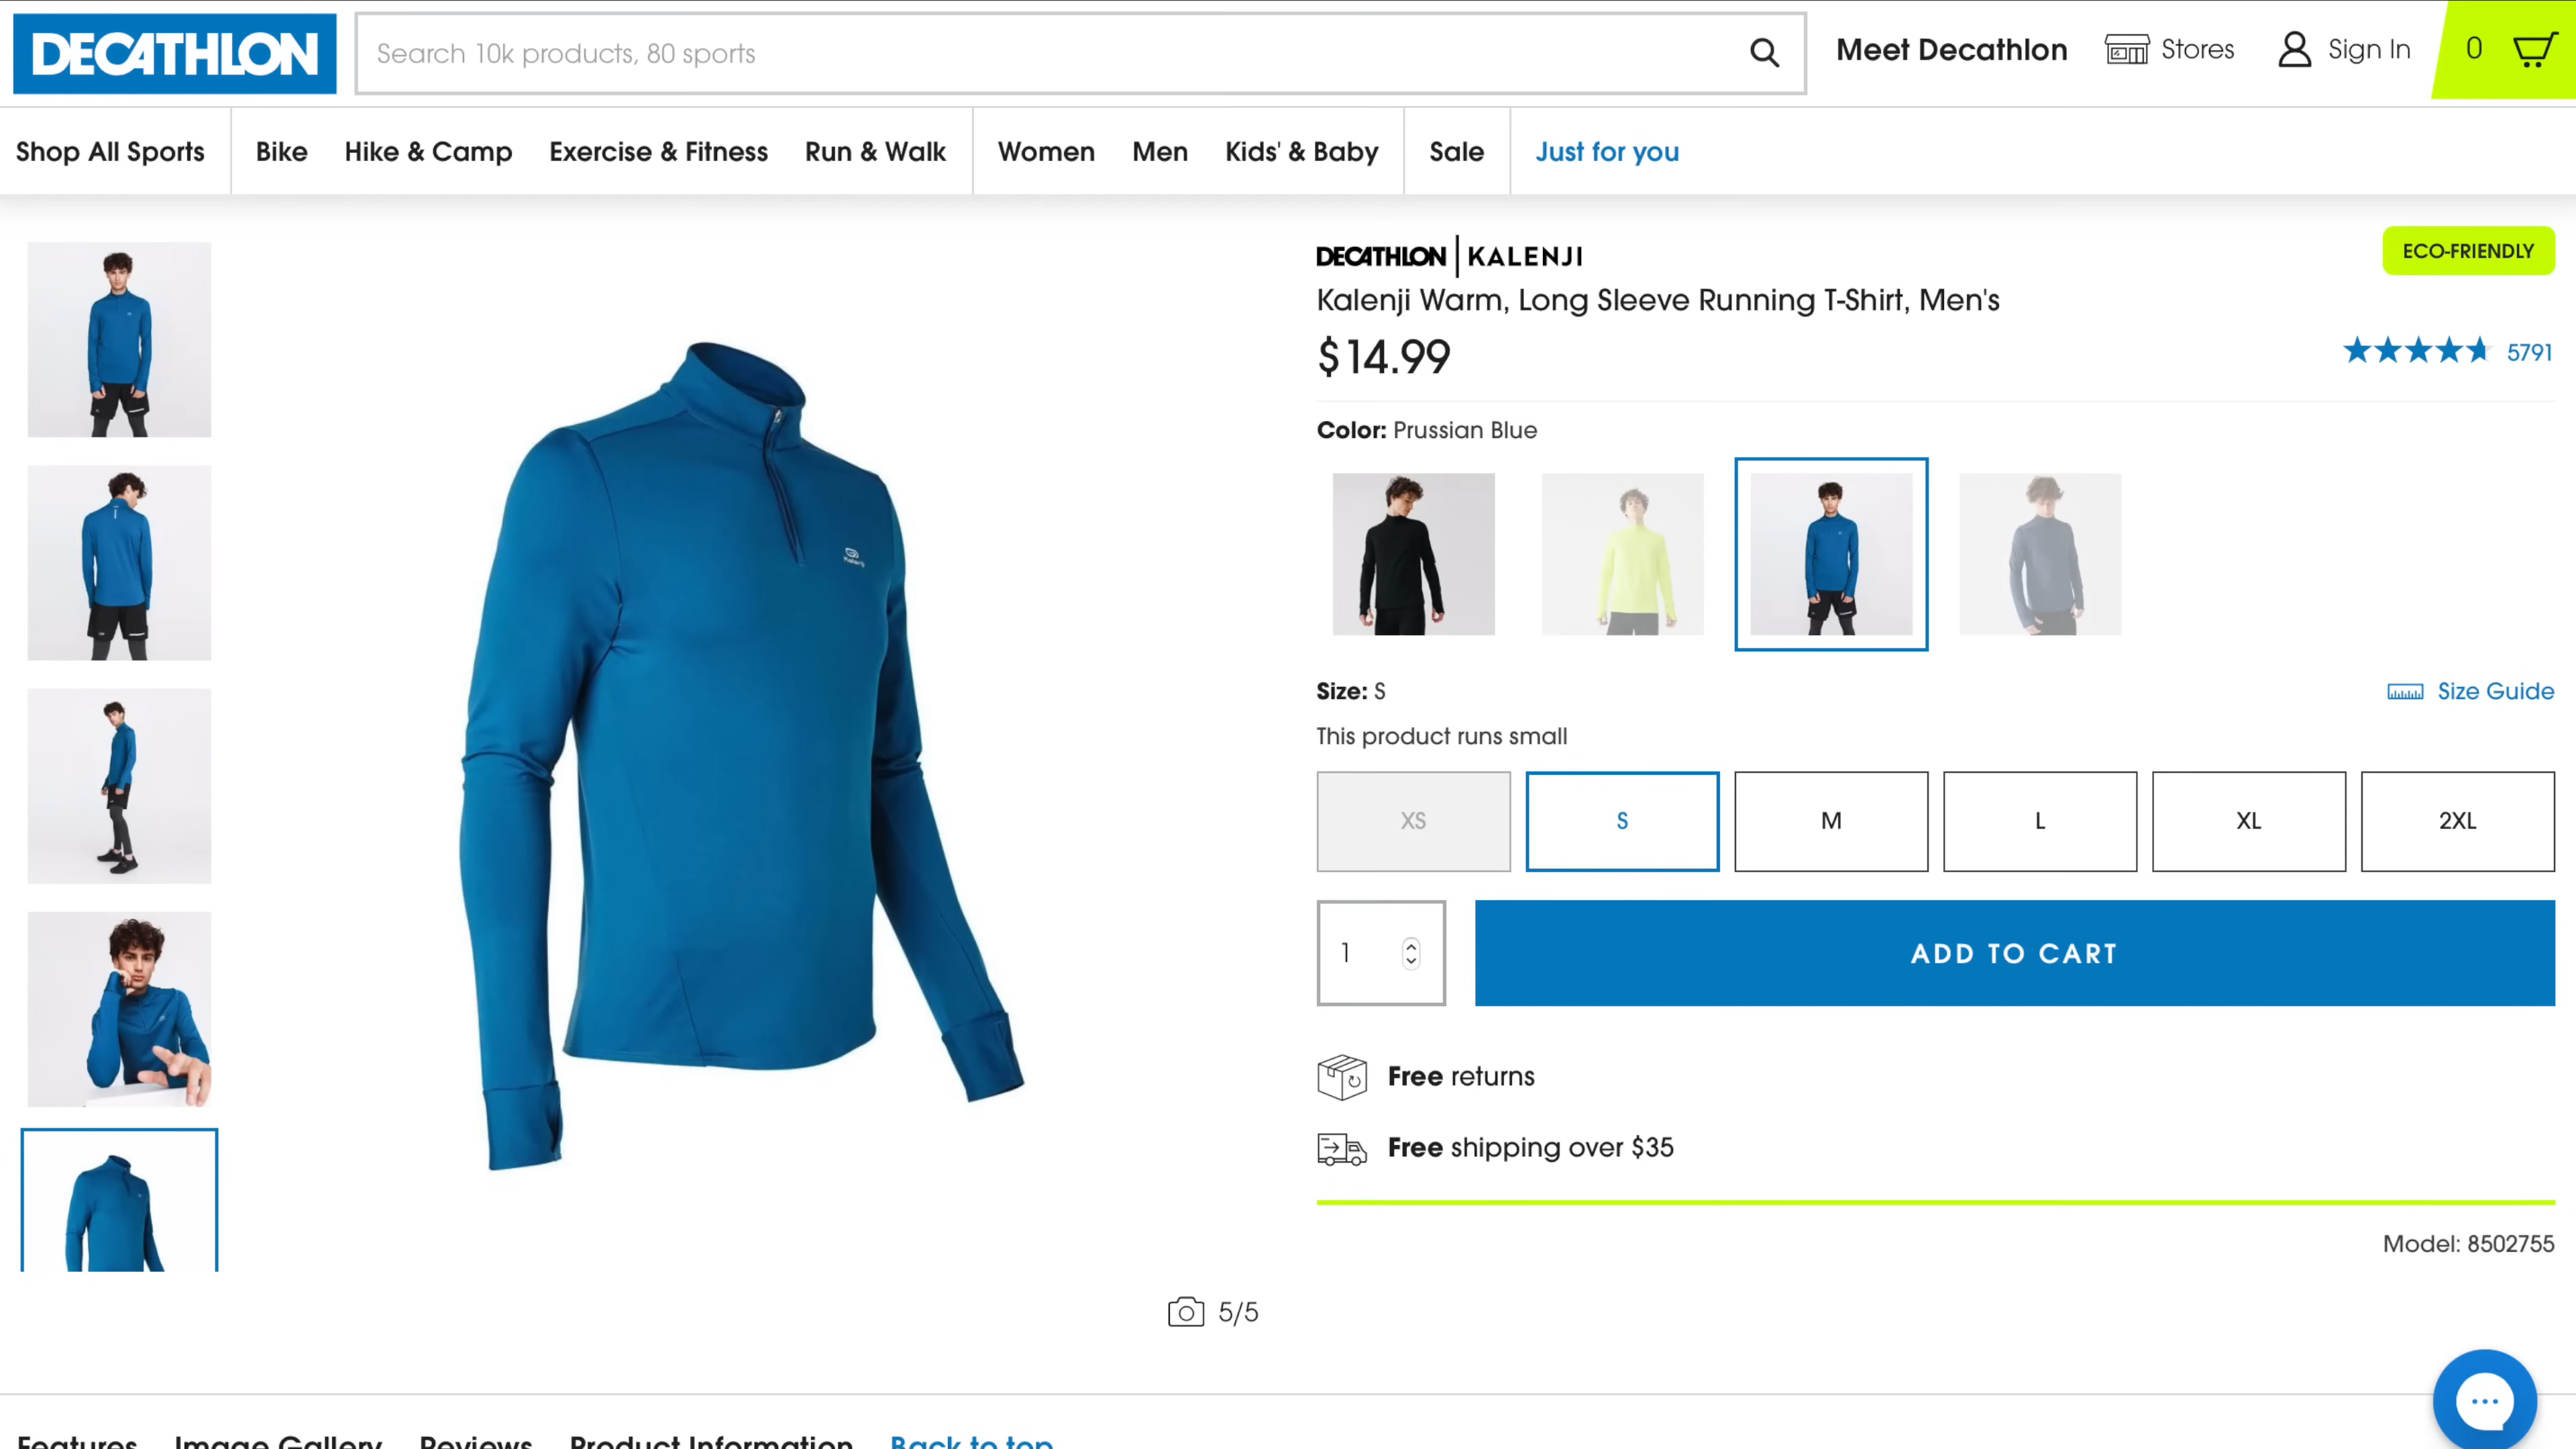 DECATHLON
Search 10k products, 80 sports
Meet Decathlon
Stores
Sign In
0
Shop All Sports
Bike
Hike & Camp
Exercise & Fitness
Run & Walk
Women
Men
Kids' & Baby
Sale
Just for you
DECATHLON | KALENJI
ECO-FRIENDLY
Kalenji Warm, Long Sleeve Running T-Shirt, Men's
$14.99
5791
Color: Prussian Blue
Size: S
Size Guide
This product runs small
XS
S
M
L
XL
2XL
1
ADD TO CART
Free returns
Free shipping over $35
Model: 8502755
5/5
Features
Image Gallery
Reviews
Product Information
Back to top